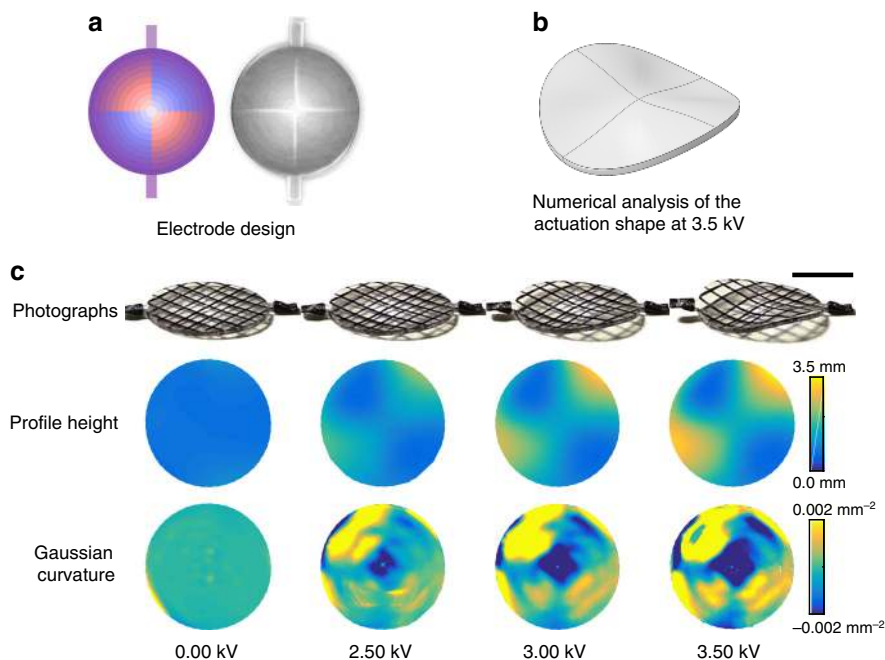 a
b
Electrode design
Numerical analysis of the
actuation shape at 3.5 kV
c
Photographs
Profile height
3.5 mm
0.0 mm
Gaussian
curvature
0.002 mm⁻²
−0.002 mm⁻²
0.00 kV
2.50 kV
3.00 kV
3.50 kV